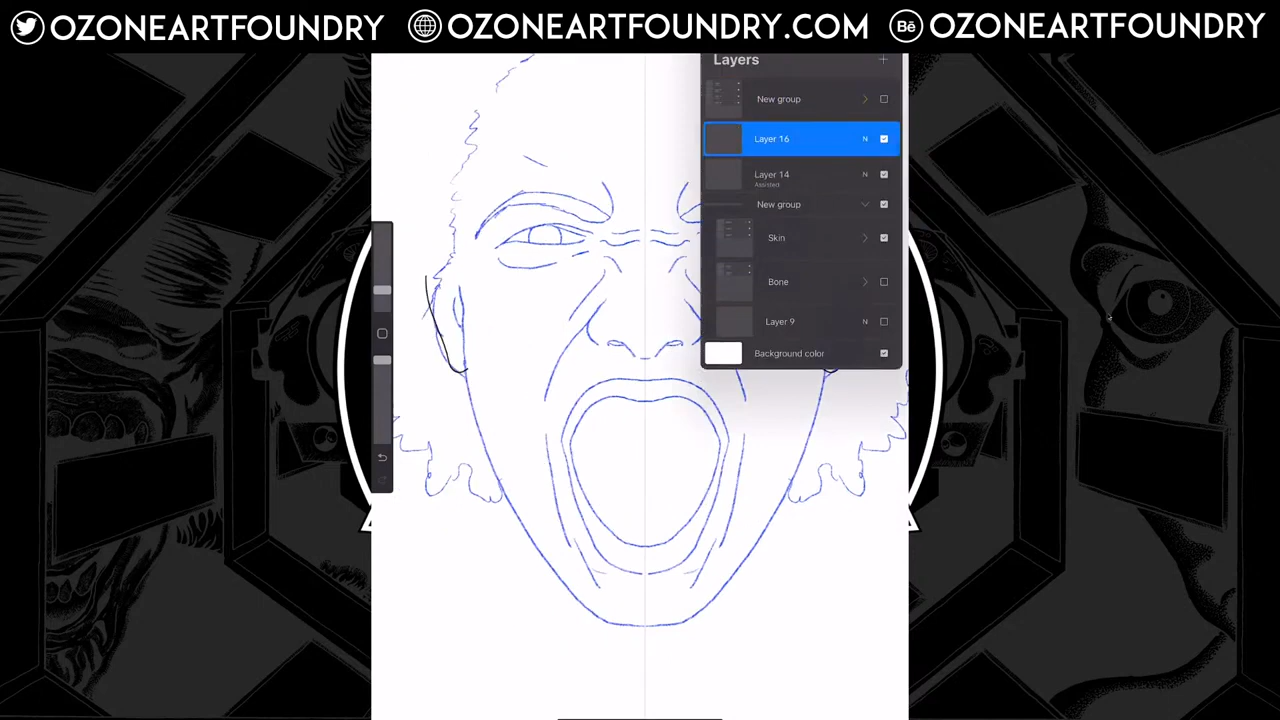 OZONEARTFOUNDRY OZONEARTFOUNDRY.COM Bē OZONEARTFOUNDRY
Layers
New group
Layer 16 N
Layer 14 N
Assisted
New group
Skin
Bone
Layer 9 N
Background color